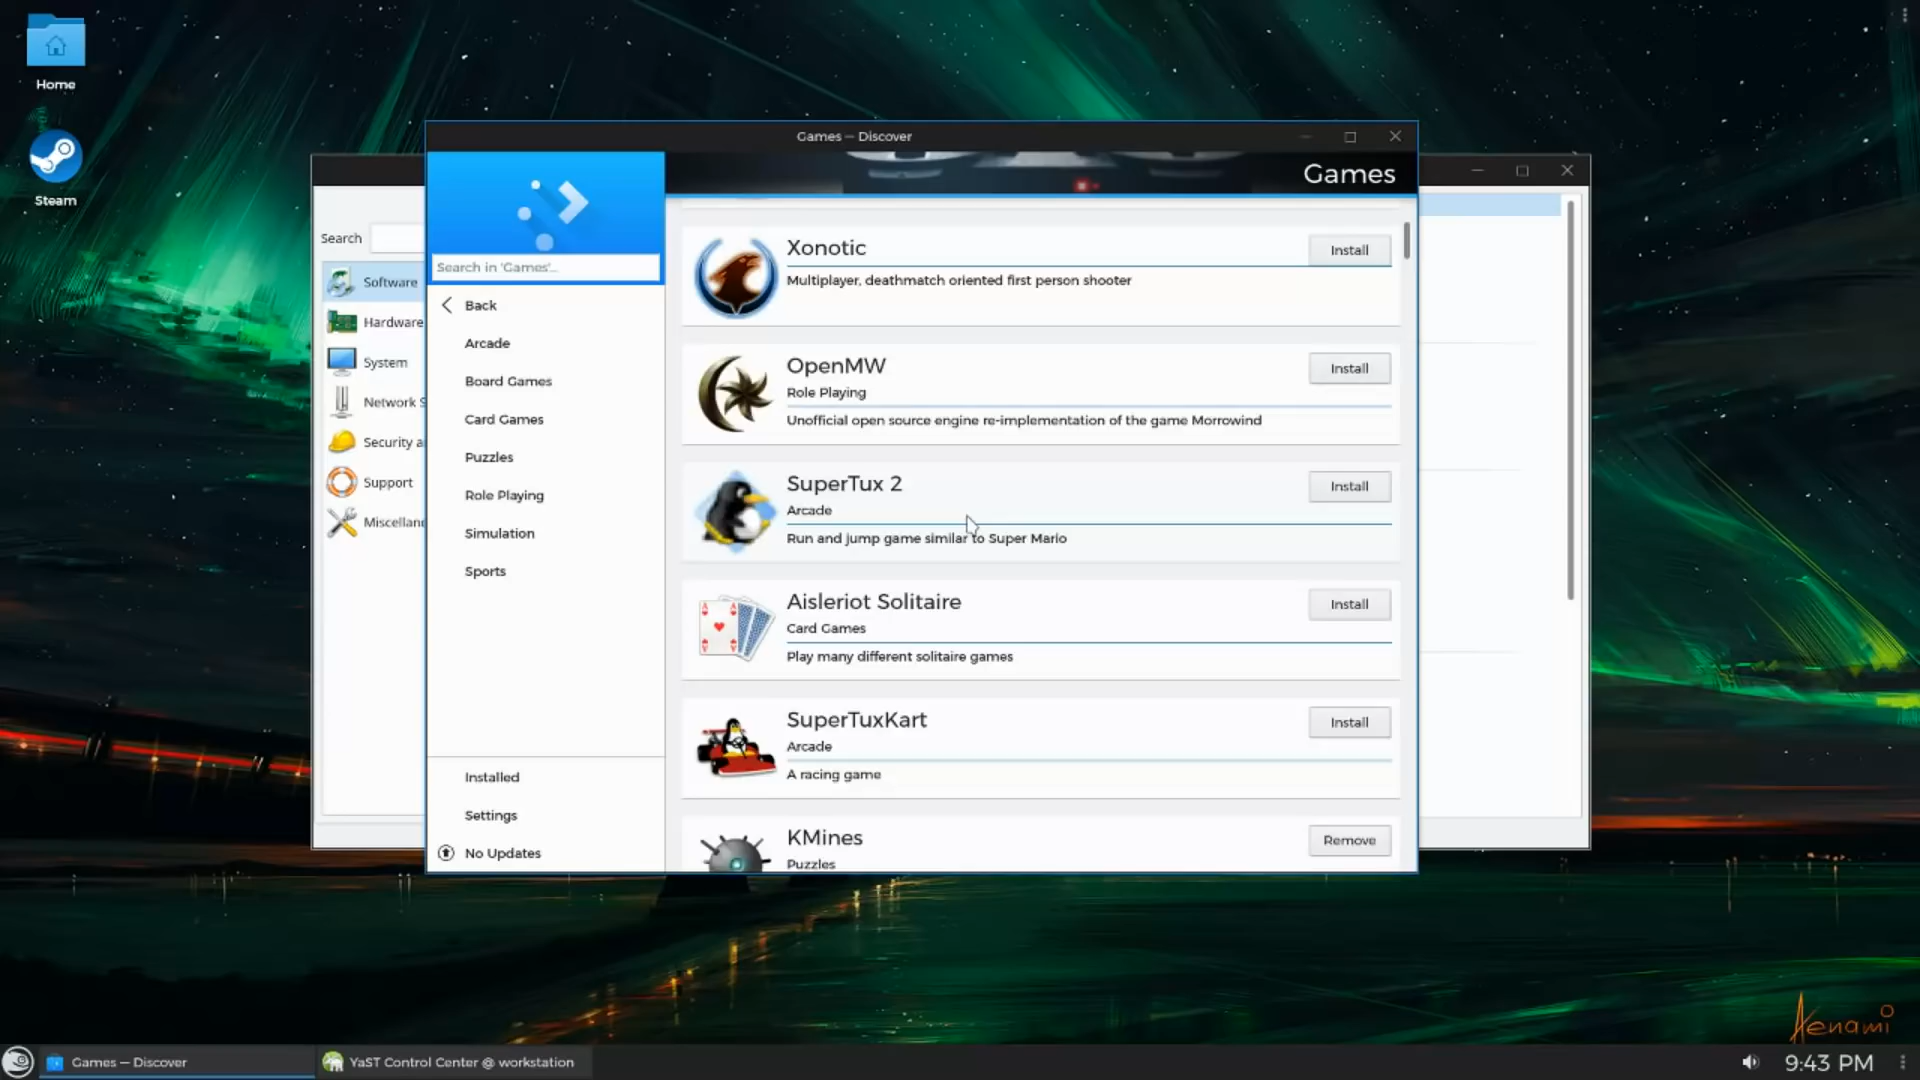 Home
Steam
Games — Discover
Games
Search
Software
Hardware
System
Network S
Security a
Support
Miscellan
Search in 'Games'...
Back
Arcade
Board Games
Card Games
Puzzles
Role Playing
Simulation
Sports
Installed
Settings
No Updates
Xonotic
Install
Multiplayer, deathmatch oriented first person shooter
OpenMW
Install
Role Playing
Unofficial open source engine re-implementation of the game Morrowind
SuperTux 2
Install
Arcade
Run and jump game similar to Super Mario
Aisleriot Solitaire
Install
Card Games
Play many different solitaire games
SuperTuxKart
Install
Arcade
A racing game
KMines
Remove
Puzzles
Aenami
Games — Discover
YaST Control Center @ workstation
9:43 PM